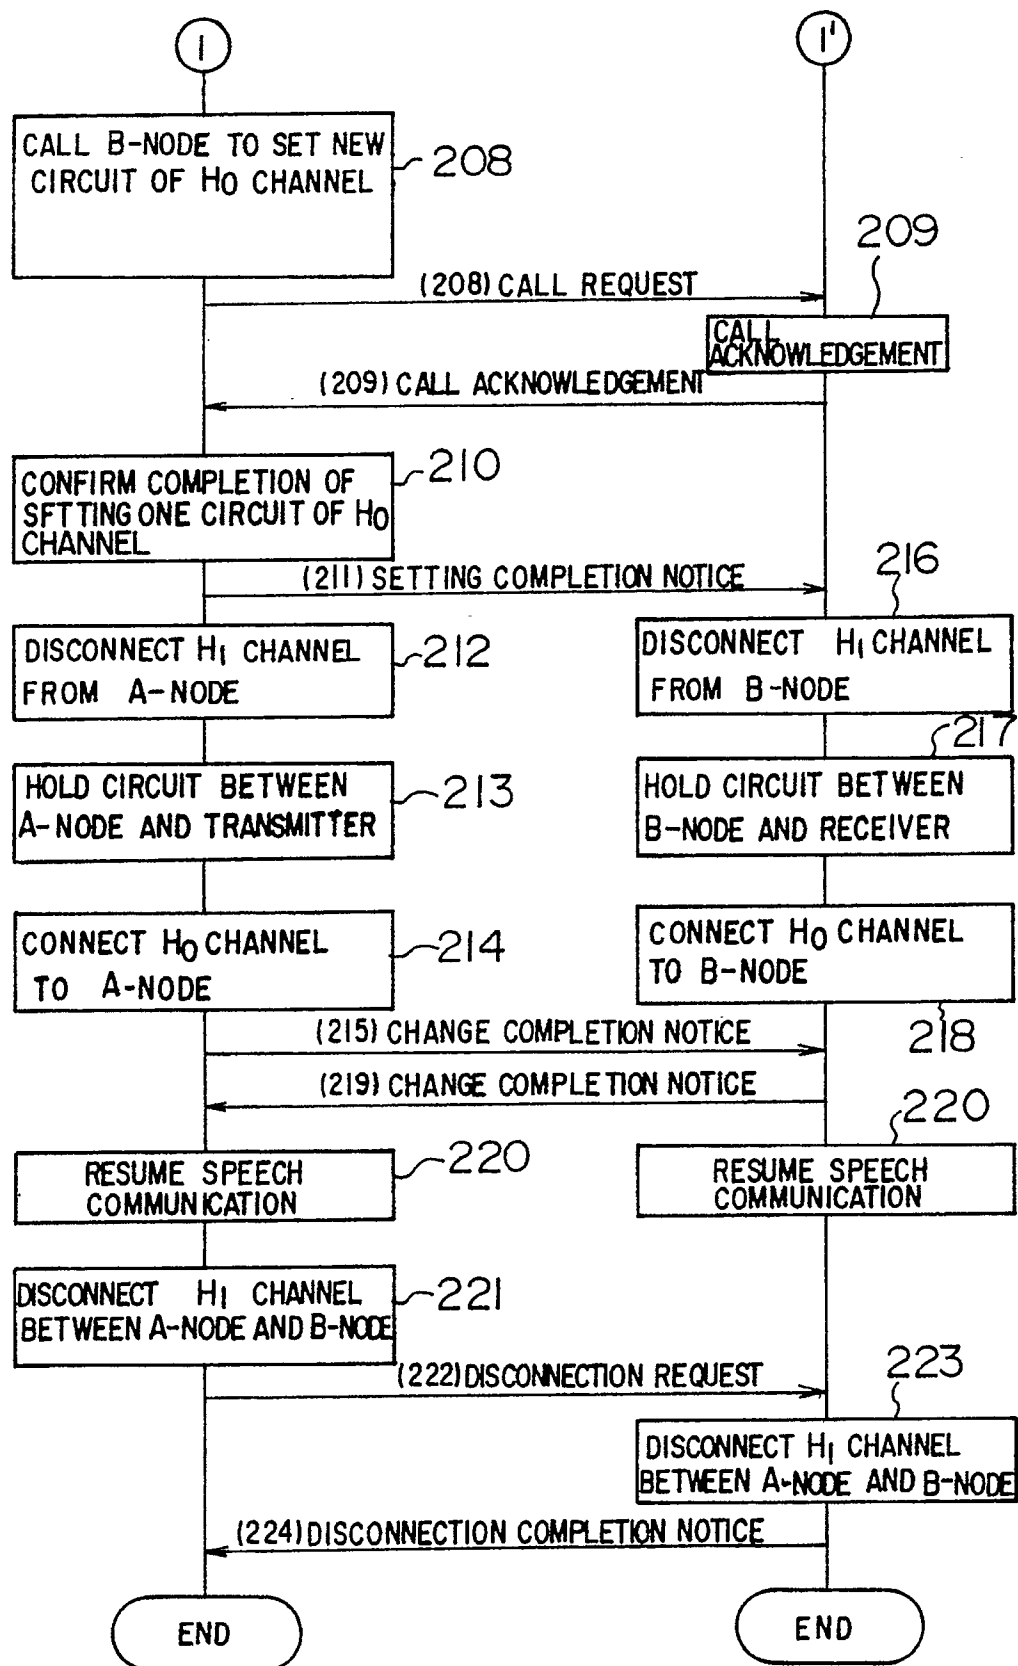 1
1'
CALL B-NODE TO SET NEW
CIRCUIT OF H0 CHANNEL
208
209
(208) CALL REQUEST
CALL
ACKNOWLEDGEMENT
(209) CALL ACKNOWLEDGEMENT
210
CONFIRM COMPLETION OF
SFTTING ONE CIRCUIT OF H0
CHANNEL
216
(211) SETTING COMPLETION NOTICE
DISCONNECT H1 CHANNEL
FROM A-NODE
212
DISCONNECT H1 CHANNEL
FROM B-NODE
217
HOLD CIRCUIT BETWEEN
A-NODE AND TRANSMITTER
213
HOLD CIRCUIT BETWEEN
B-NODE AND RECEIVER
CONNECT H0 CHANNEL
TO A-NODE
214
CONNECT H0 CHANNEL
TO B-NODE
218
(215) CHANGE COMPLETION NOTICE
(219) CHANGE COMPLETION NOTICE
220
RESUME SPEECH
COMMUNICATION
220
RESUME SPEECH
COMMUNICATION
DISCONNECT H1 CHANNEL
BETWEEN A-NODE AND B-NODE
221
(222) DISCONNECTION REQUEST
223
DISCONNECT H1 CHANNEL
BETWEEN A-NODE AND B-NODE
(224) DISCONNECTION COMPLETION NOTICE
END
END